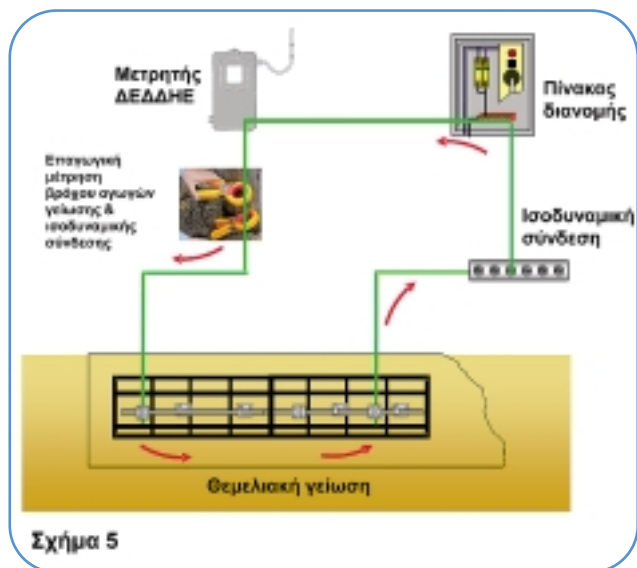 Μετρητής
ΔΕΔΔΗΕ
Πίνακας
διανομής
Επαγωγική
μέτρηση
βρόχου αγωγών
γείωσης &
ισοδυναμικής
σύνδεσης
Ισοδυναμική
σύνδεση
Θεμελιακή γείωση
Σχήμα 5